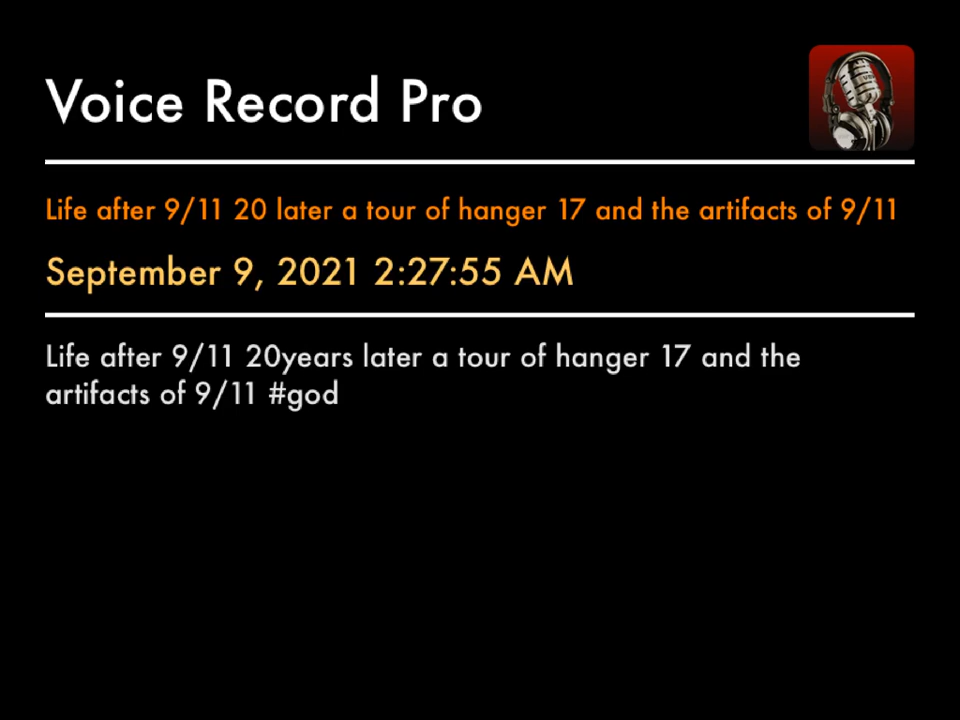 Voice Record Pro
Life after 9/11 20 later a tour of hanger 17 and the artifacts of 9/11
September 9, 2021 2:27:55 AM
Life after 9/11 20years later a tour of hanger 17 and the
artifacts of 9/11 #god